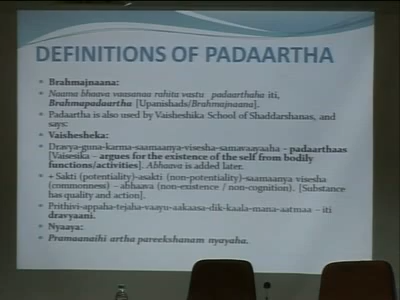 DEFINITIONS OF PADAARTHA
Brahmajnaana:
Naama bhaava vaasanaa rahita vastu padaarthaha iti,
Brahmapadaartha [Upanishads/Brahmajnaana].
Padaartha is also used by Vaisheshika School of Shaddarshanas, and
says:
Vaishesheka:
Dravya-guna-karma-saamaanya-visesha-samavaayaaha – padaarthaas
[Vaisesika – argues for the existence of the self from bodily
functions/activities]. Abhaava is added later.
+ Sakti (potentiality)-asakti (non-potentiality)-saamaanya visesha
(commonness) – abhaava (non-existence / non-cognition). [Substance
has quality and action].
Prithivi-appaha-tejaha-vaayu-aakaasa-dik-kaala-mana-aatmaa – iti
dravyaani.
Nyaaya:
Pramaanaihi artha pareekshanam nyayaha.